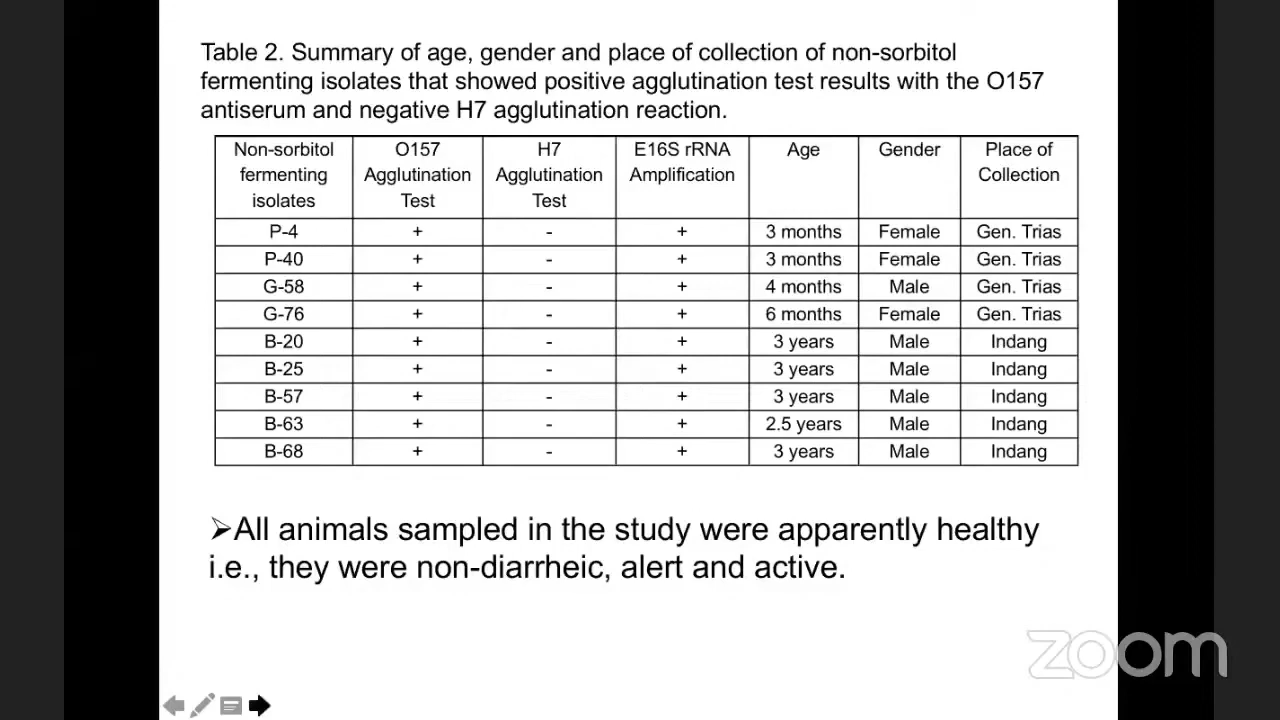 Table 2. Summary of age, gender and place of collection of non-sorbitol
fermenting isolates that showed positive agglutination test results with the O157
antiserum and negative H7 agglutination reaction.
Non-sorbitol fermenting isolates | O157 Agglutination Test | H7 Agglutination Test | E16S rRNA Amplification | Age | Gender | Place of Collection
P-4 | + | - | + | 3 months | Female | Gen. Trias
P-40 | + | - | + | 3 months | Female | Gen. Trias
G-58 | + | - | + | 4 months | Male | Gen. Trias
G-76 | + | - | + | 6 months | Female | Gen. Trias
B-20 | + | - | + | 3 years | Male | Indang
B-25 | + | - | + | 3 years | Male | Indang
B-57 | + | - | + | 3 years | Male | Indang
B-63 | + | - | + | 2.5 years | Male | Indang
B-68 | + | - | + | 3 years | Male | Indang
➢All animals sampled in the study were apparently healthy
i.e., they were non-diarrheic, alert and active.
zoom